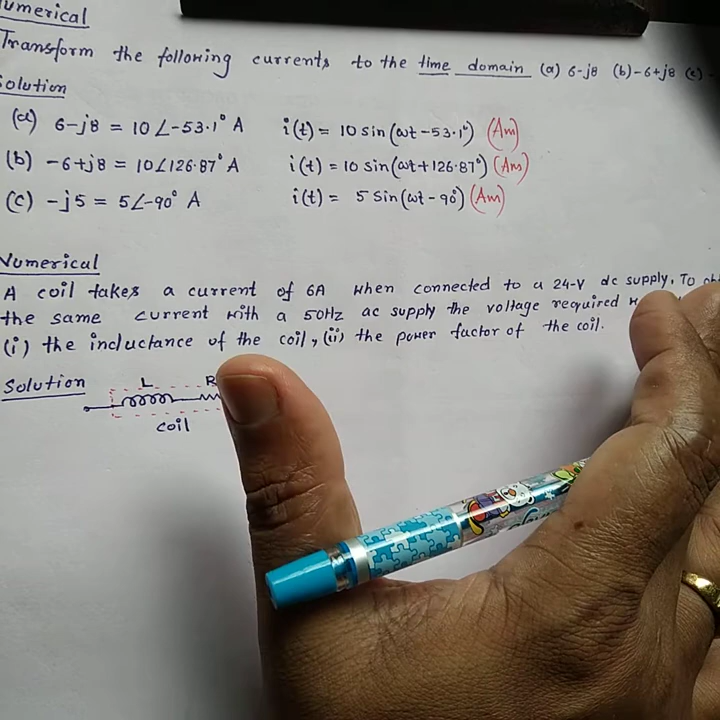 Numerical
Transform the following currents to the time domain (a) 6-j8 (b) -6+j8 (c)
Solution
(a) 6-j8 = 10∠-53.1° A i(t) = 10 sin(ωt-53.1°) (Ans)
(b) -6+j8 = 10∠126.87° A i(t) = 10 sin(ωt+126.87°) (Ans)
(c) -j5 = 5∠-90° A i(t) = 5 sin(ωt-90°) (Ans)
Numerical
A coil takes a current of 6A when connected to a 24-V dc supply. To
the same current with a 50Hz ac supply the voltage required
(i) the inductance of the coil, (ii) the power factor of the coil.
Solution
L R
coil